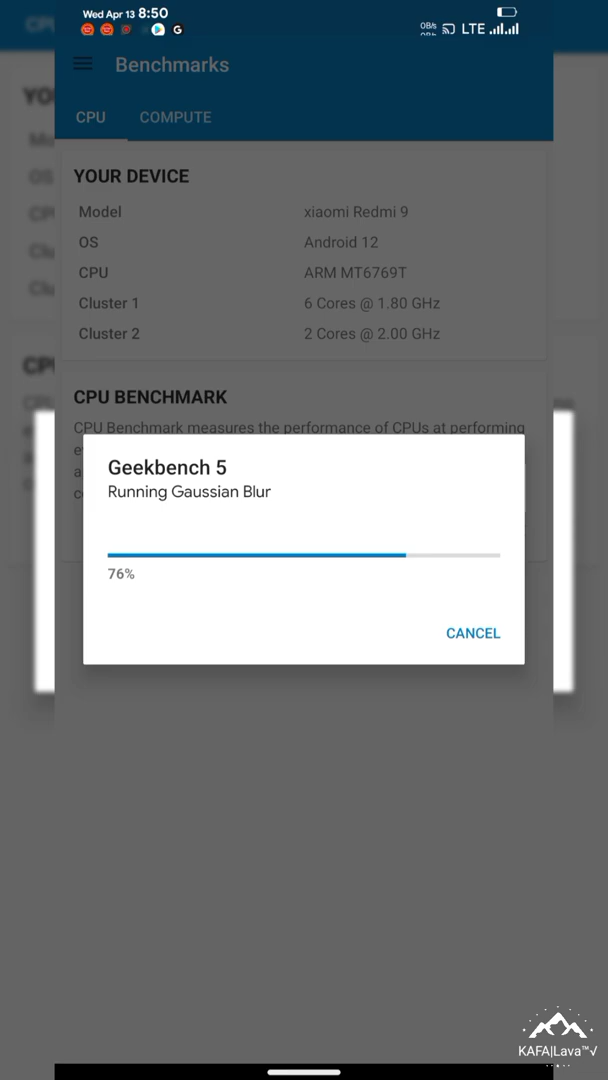 Wed Apr 13 8:50
0B/s
LTE
Benchmarks
CPU COMPUTE
YOUR DEVICE
Model xiaomi Redmi 9
OS Android 12
CPU ARM MT6769T
Cluster 1 6 Cores @ 1.80 GHz
Cluster 2 2 Cores @ 2.00 GHz
CPU BENCHMARK
CPU Benchmark measures the performance of CPUs at performing
Geekbench 5
Running Gaussian Blur
76%
CANCEL
KAFA|Lava™√